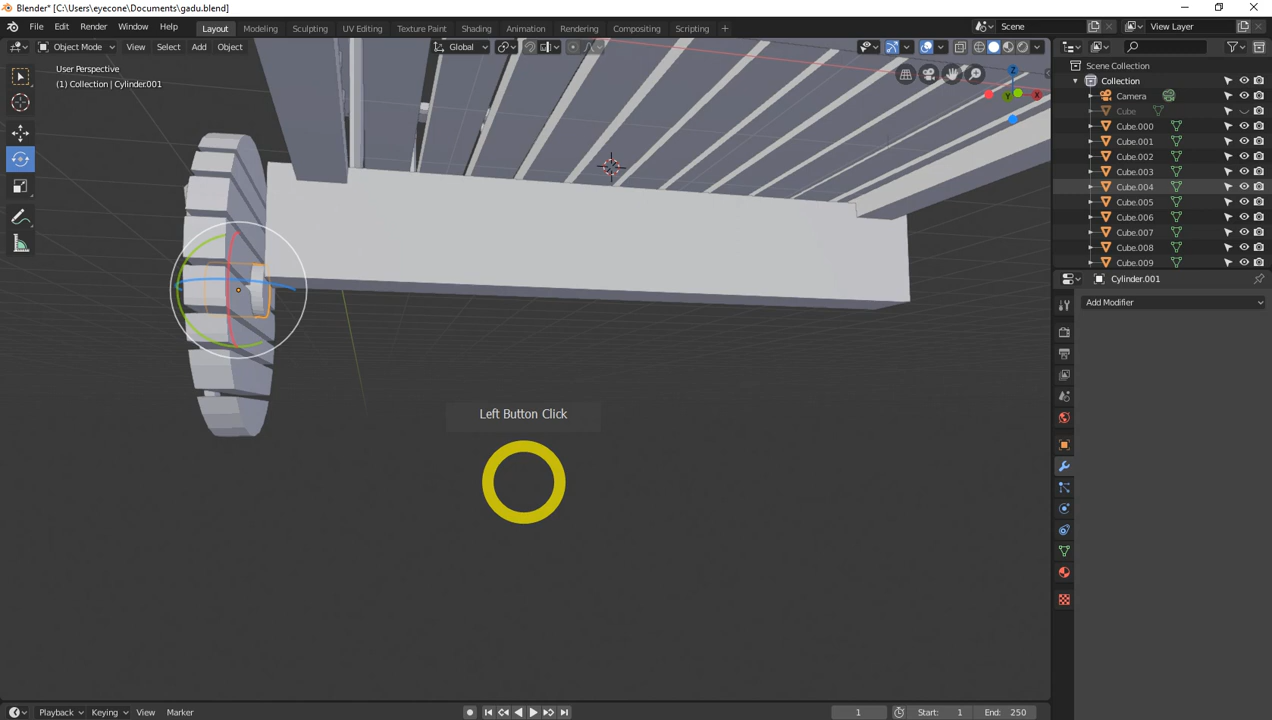 Blender* [C:\Users\eyecone\Documents\gadu.blend]
File Edit Render Window Help
Layout Modeling Sculpting UV Editing Texture Paint Shading Animation Rendering Compositing Scripting +
Scene
View Layer
Object Mode View Select Add Object
Global
User Perspective
(1) Collection | Cylinder.001
Z
X
Y
Scene Collection
Collection
Camera
Cube
Cube.000
Cube.001
Cube.002
Cube.003
Cube.004
Cube.005
Cube.006
Cube.007
Cube.008
Cube.009
Cylinder.001
Add Modifier
Left Button Click
Playback Keying View Marker
1
Start: 1
End: 250